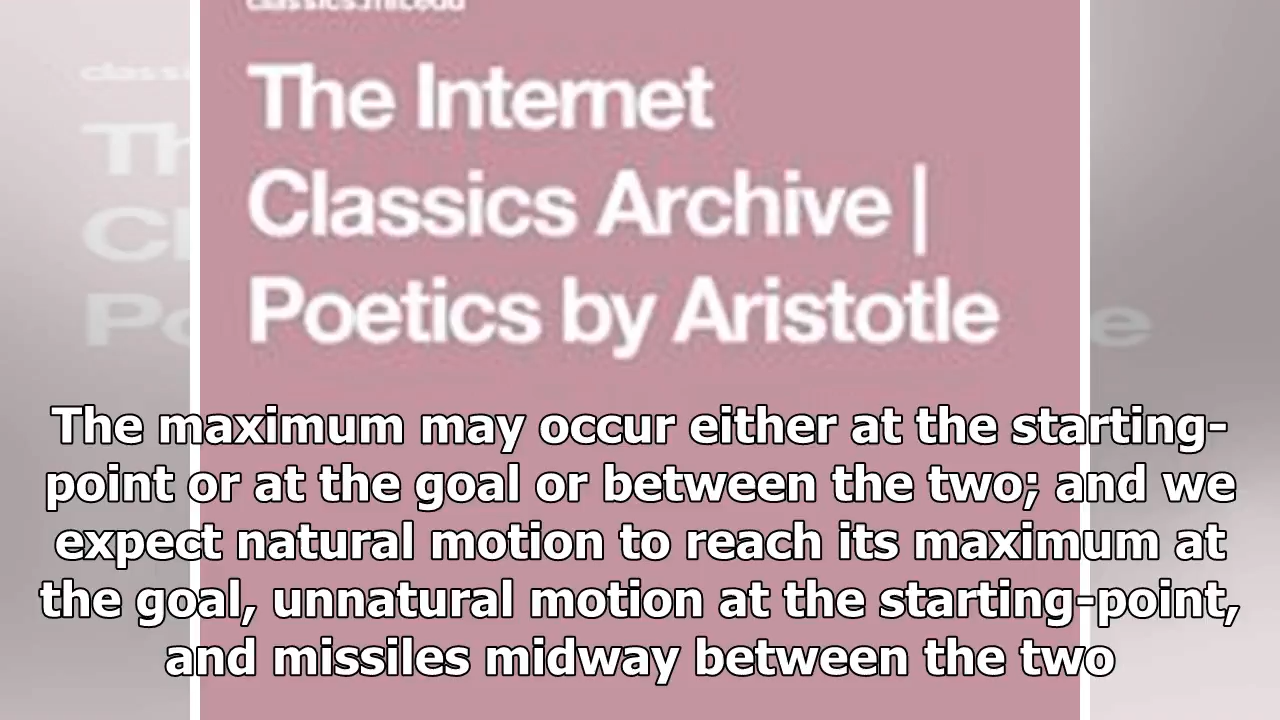 The Internet
Classics Archive |
Poetics by Aristotle
The maximum may occur either at the starting-
point or at the goal or between the two; and we
expect natural motion to reach its maximum at
the goal, unnatural motion at the starting-point,
and missiles midway between the two